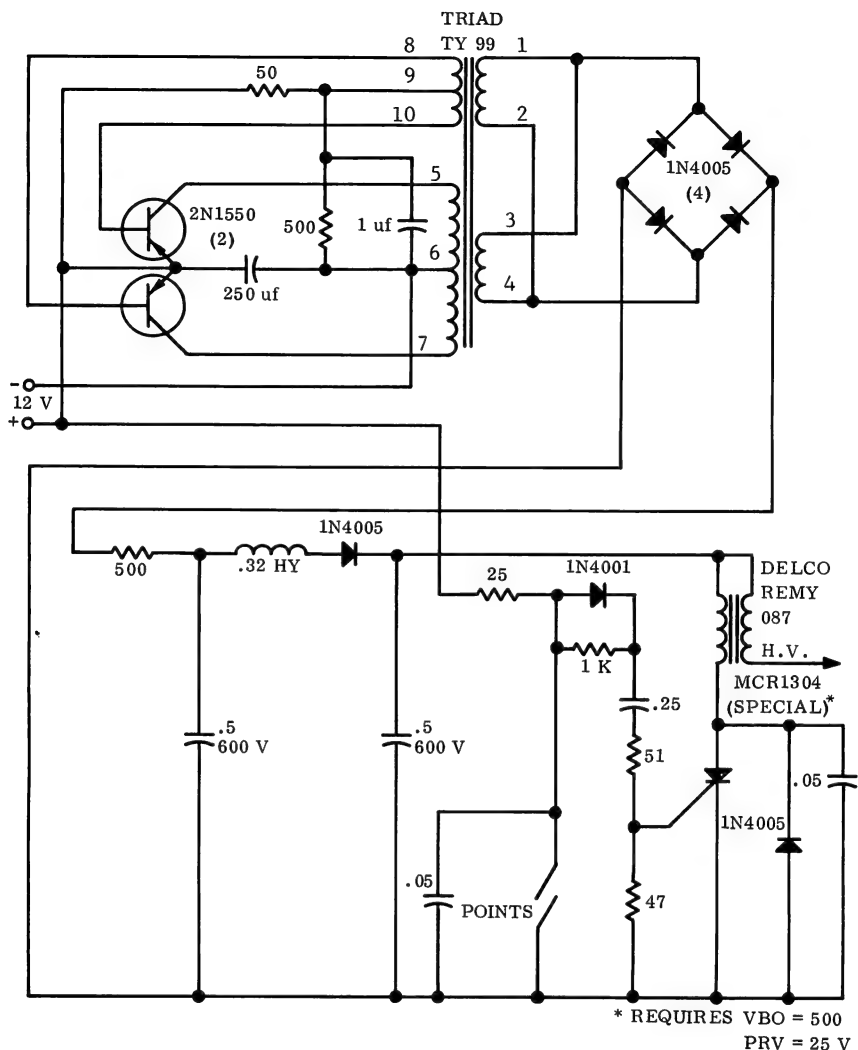 TRIAD
TY 99
8
1
50
9
10
2
1N4005
(4)
5
2N1550
(2)
500
1 uf
3
6
4
250 uf
7
-
12 V
+
1N4005
500
.32 HY
25
1N4001
DELCO
REMY
087
H.V.
1 K
MCR1304
(SPECIAL)*
.25
.5
600 V
.5
600 V
51
.05
1N4005
.05
POINTS
47
* REQUIRES VBO = 500
PRV = 25 V